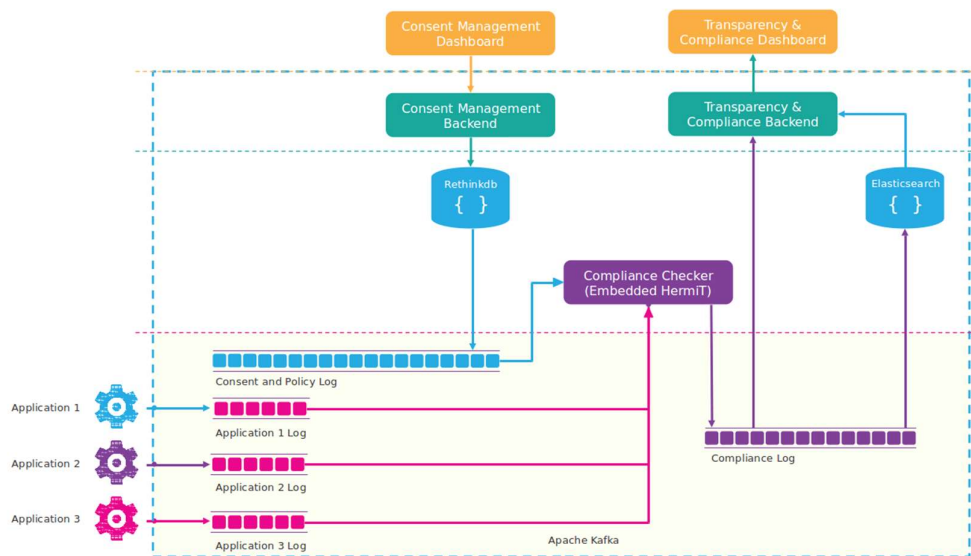 Consent Management
Dashboard
Transparency &
Compliance Dashboard
Consent Management
Backend
Transparency &
Compliance Backend
Rethinkdb
{ }
Elasticsearch
{ }
Compliance Checker
(Embedded HermiT)
Consent and Policy Log
Application 1
Application 1 Log
Application 2
Application 2 Log
Compliance Log
Application 3
Application 3 Log
Apache Kafka